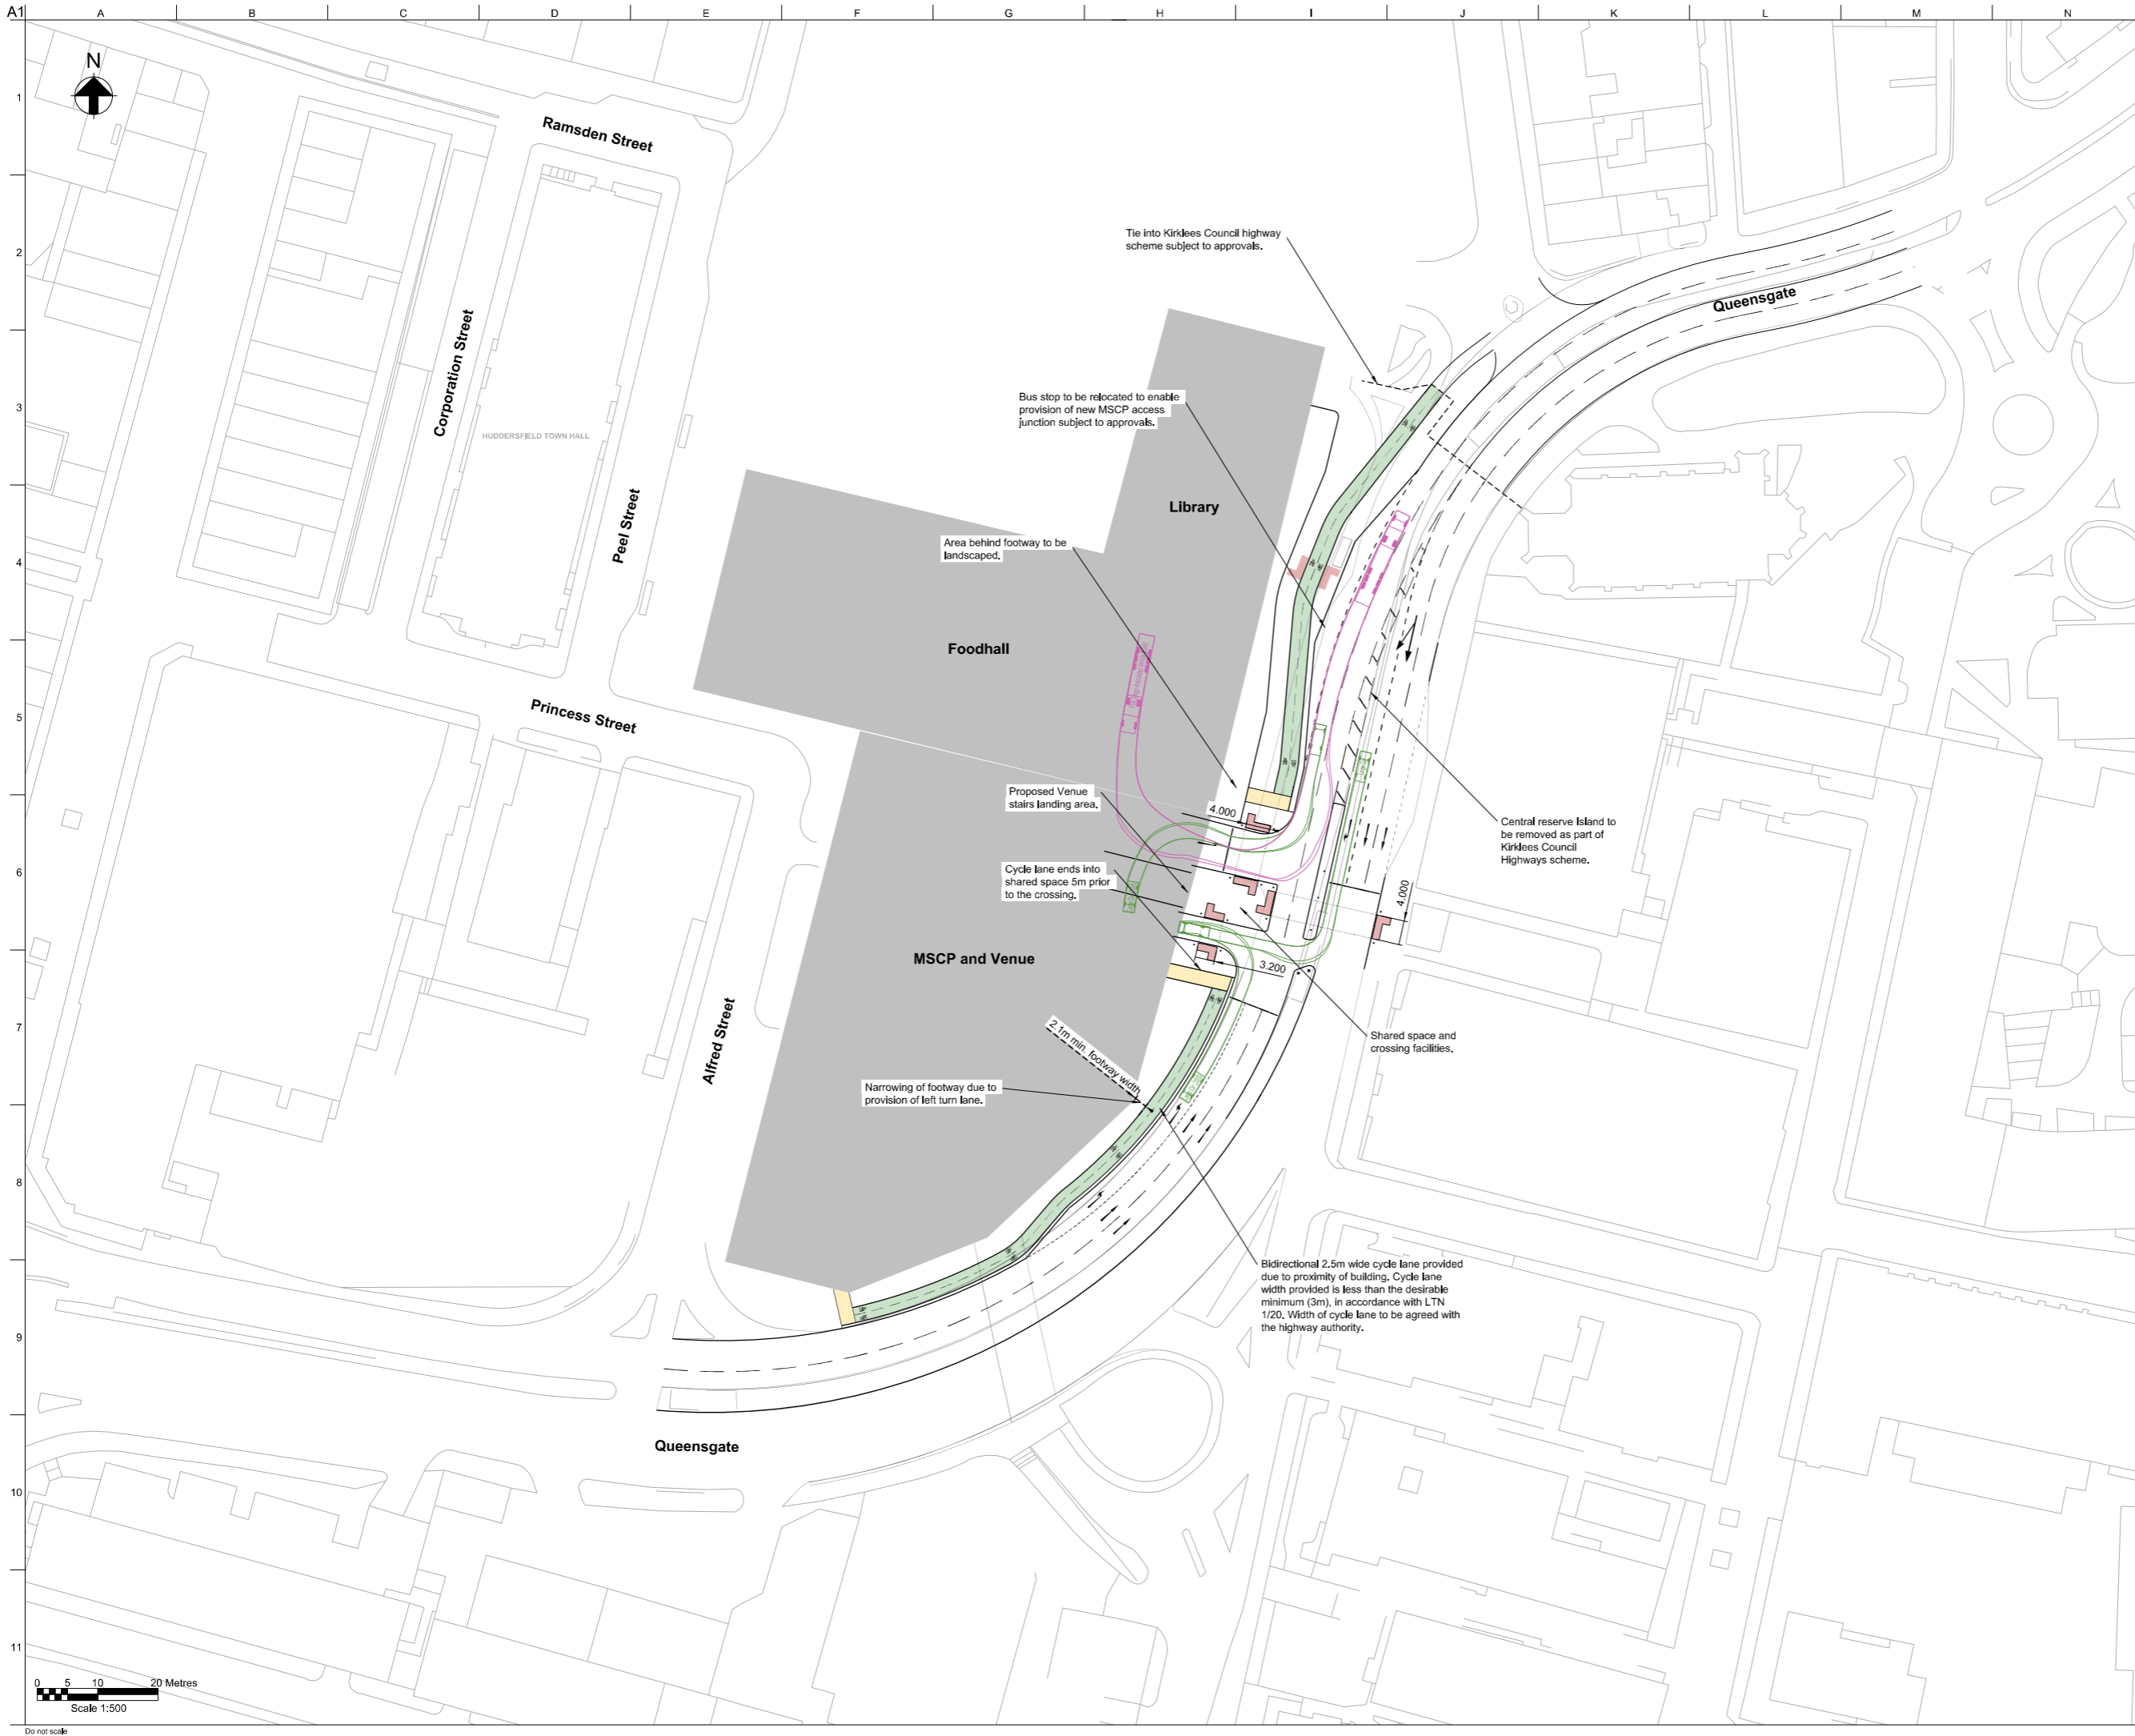 A1
A B C D E F G H I J K L M N
N
1
2
3
4
5
6
7
8
9
10
11
Ramsden Street
Corporation Street
HUDDERSFIELD TOWN HALL
Peel Street
Princess Street
Alfred Street
Queensgate
Queensgate
Library
Foodhall
MSCP and Venue
Tie into Kirklees Council highway
scheme subject to approvals.
Bus stop to be relocated to enable
provision of new MSCP access
junction subject to approvals.
Area behind footway to be
landscaped.
Proposed Venue
stairs landing area.
4.000
Cycle lane ends into
shared space 5m prior
to the crossing.
Central reserve Island to
be removed as part of
Kirklees Council
Highways scheme.
4.000
3.200
2.1m min. footway width
Shared space and
crossing facilities.
Narrowing of footway due to
provision of left turn lane.
Bidirectional 2.5m wide cycle lane provided
due to proximity of building. Cycle lane
width provided is less than the desirable
minimum (3m), in accordance with LTN
1/20. Width of cycle lane to be agreed with
the highway authority.
0 5 10 20 Metres
Scale 1:500
Do not scale